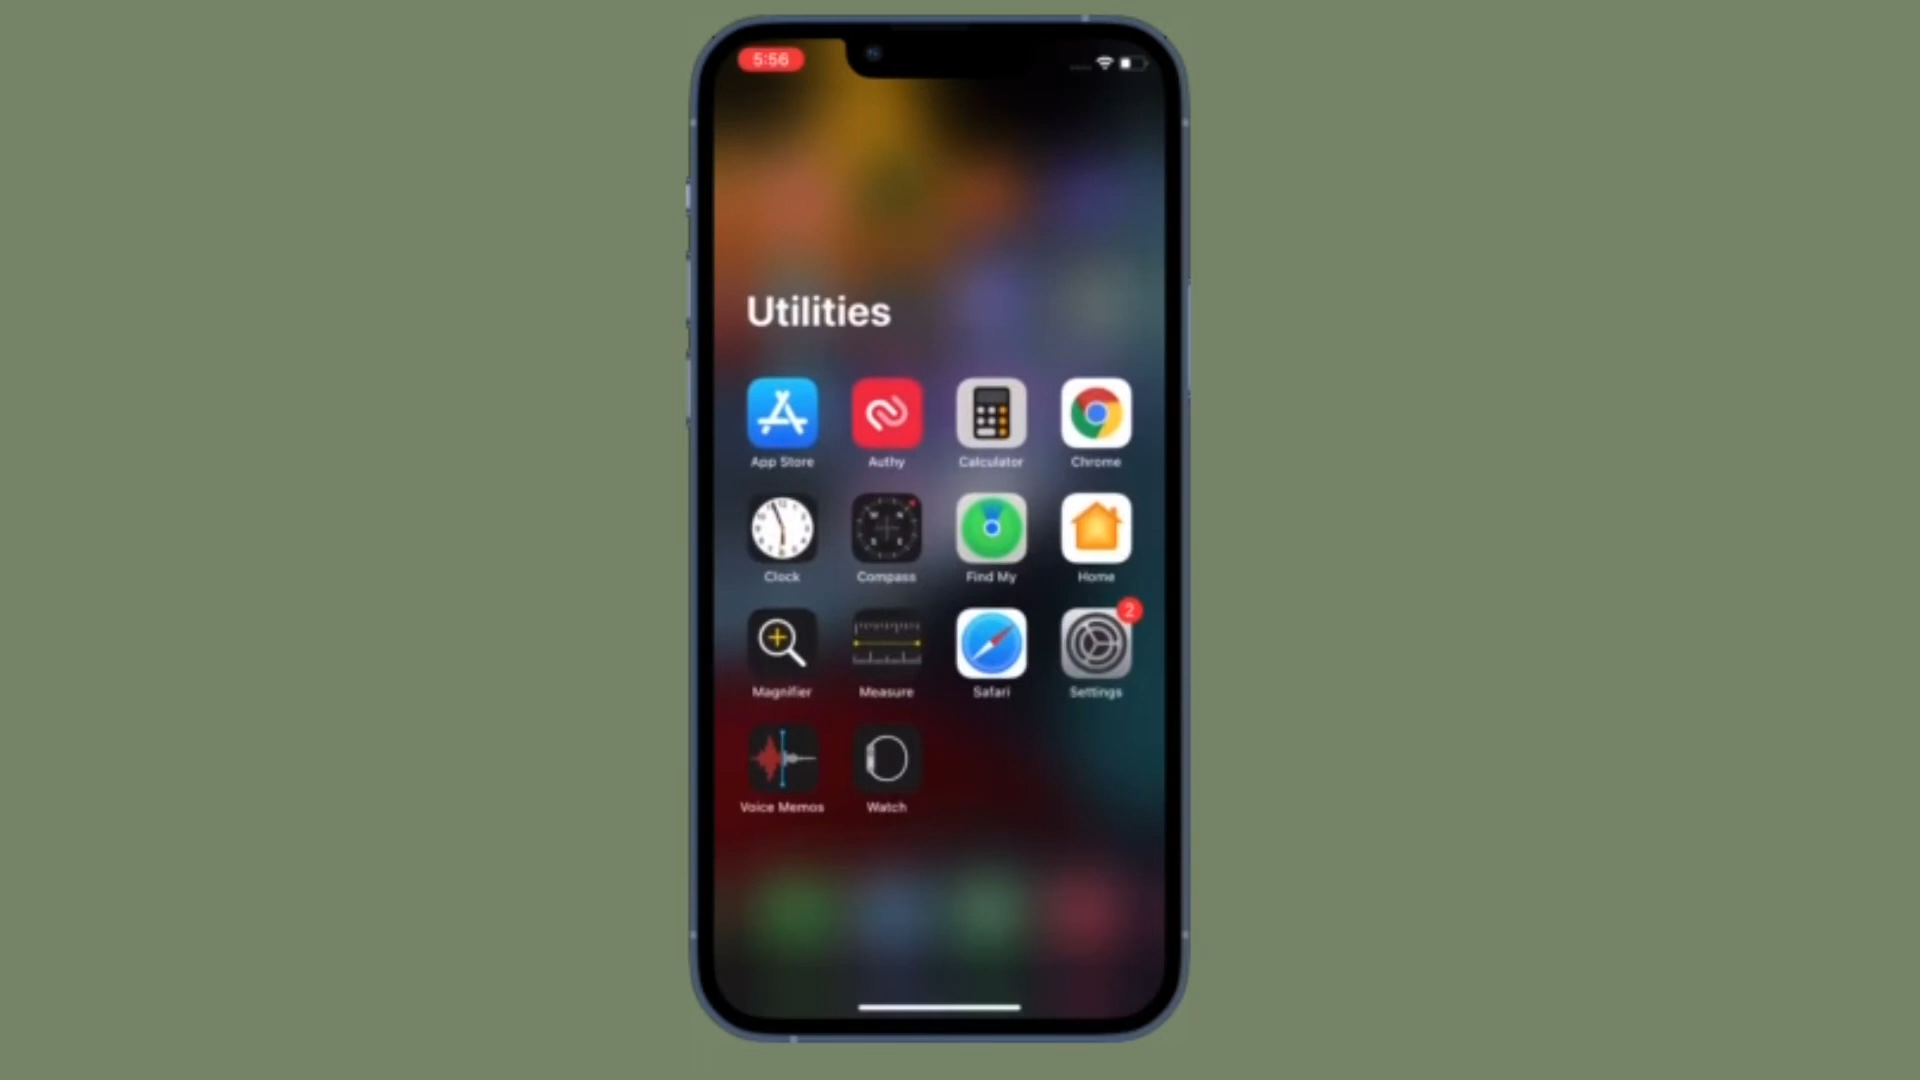 5:56
Utilities
App Store Authy Calculator Chrome
Clock Compass Find My Home
2
Magnifier Measure Safari Settings
Voice Memos Watch